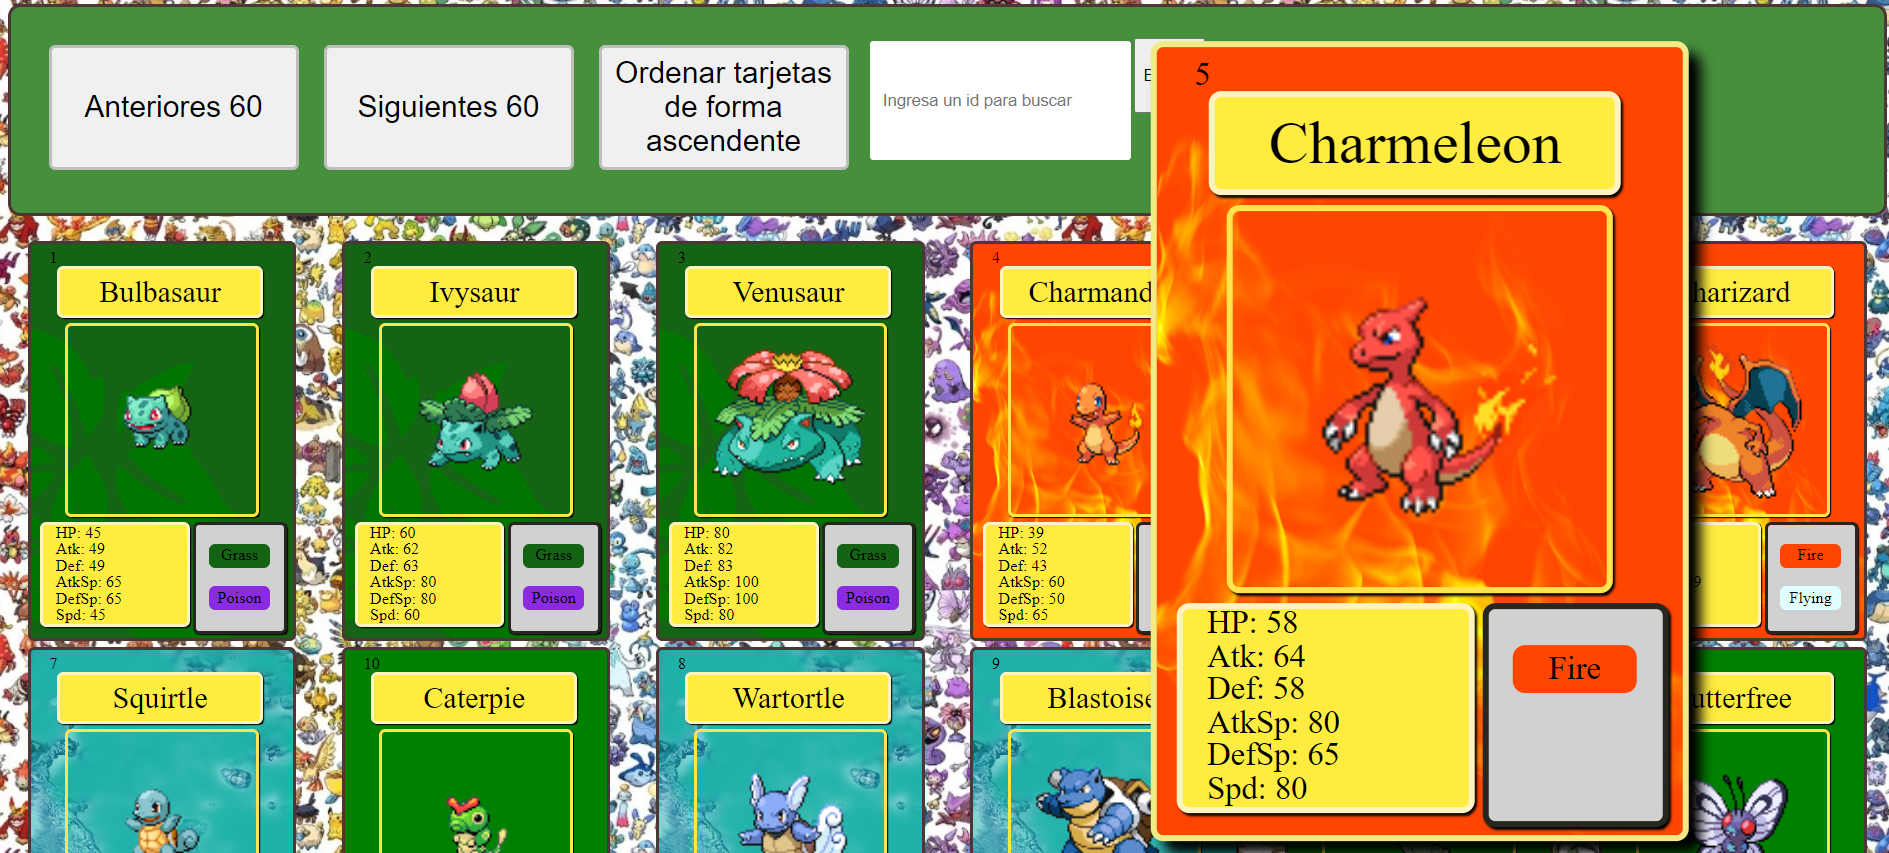 Anteriores 60
Siguientes 60
Ordenar tarjetas
de forma
ascendente
Ingresa un id para buscar
5
Charmeleon
HP: 58
Atk: 64
Def: 58
AtkSp: 80
DefSp: 65
Spd: 80
Fire
1
Bulbasaur
HP: 45
Atk: 49
Def: 49
AtkSp: 65
DefSp: 65
Spd: 45
Grass
Poison
2
Ivysaur
HP: 60
Atk: 62
Def: 63
AtkSp: 80
DefSp: 80
Spd: 60
Grass
Poison
3
Venusaur
HP: 80
Atk: 82
Def: 83
AtkSp: 100
DefSp: 100
Spd: 80
Grass
Poison
4
Charmand
HP: 39
Atk: 52
Def: 43
AtkSp: 60
DefSp: 50
Spd: 65
harizard
9
Fire
Flying
7
Squirtle
10
Caterpie
8
Wartortle
9
Blastoise
utterfree